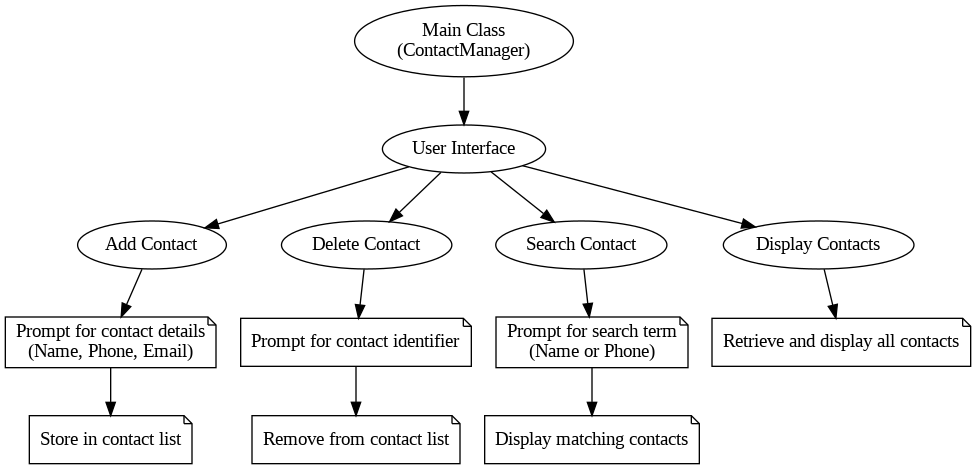 Main Class
(ContactManager)
User Interface
Add Contact
Delete Contact
Search Contact
Display Contacts
Prompt for contact details
(Name, Phone, Email)
Prompt for contact identifier
Prompt for search term
(Name or Phone)
Retrieve and display all contacts
Store in contact list
Remove from contact list
Display matching contacts